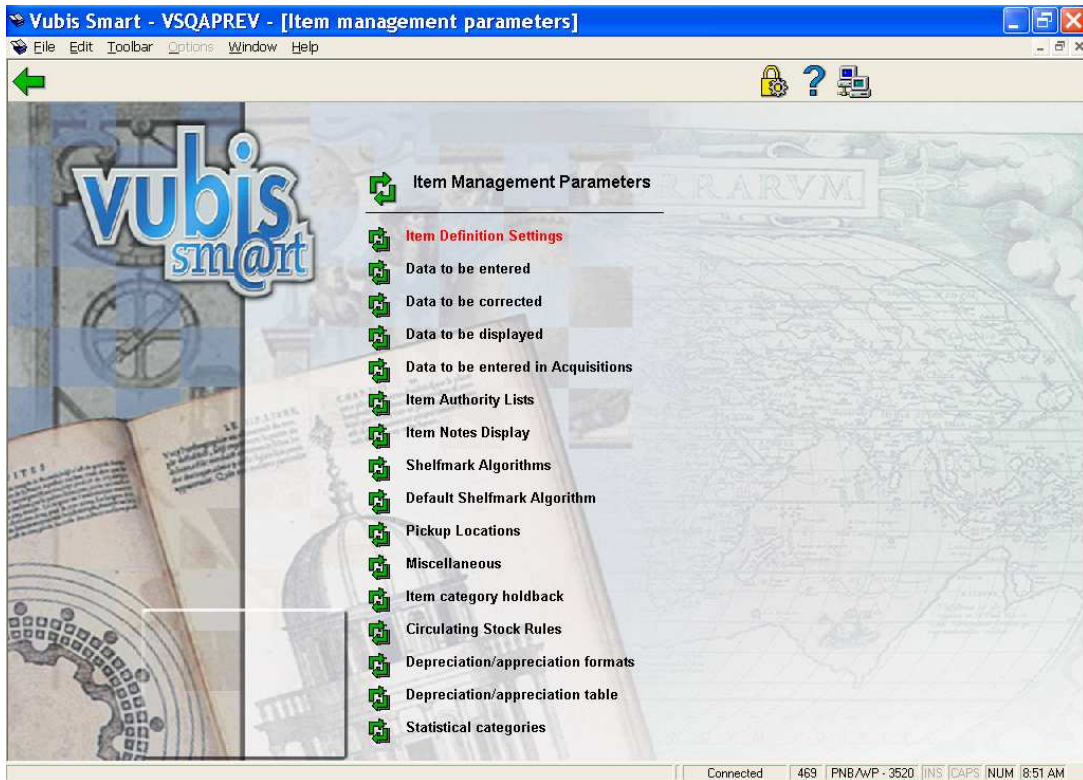 Vubis Smart - VSQAPREV - [Item management parameters]
File Edit Toolbar Options Window Help
vubis
sm@rt
Item Management Parameters
Item Definition Settings
Data to be entered
Data to be corrected
Data to be displayed
Data to be entered in Acquisitions
Item Authority Lists
Item Notes Display
Shelfmark Algorithms
Default Shelfmark Algorithm
Pickup Locations
Miscellaneous
Item category holdback
Circulating Stock Rules
Depreciation/appreciation formats
Depreciation/appreciation table
Statistical categories
Connected 469 PNB/WP - 3520 INS CAPS NUM 8:51 AM